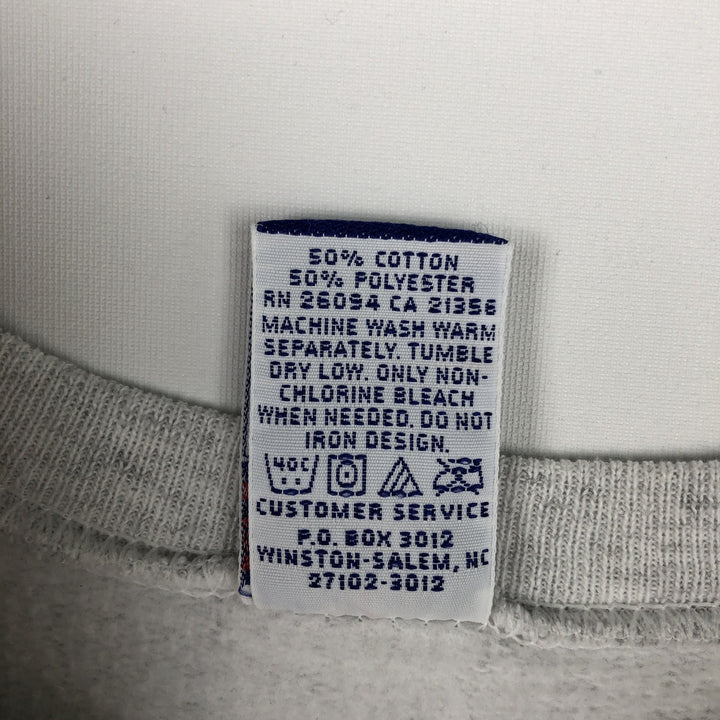 50% COTTON
50% POLYESTER
RN 26094 CA 21356
MACHINE WASH WARM
SEPARATELY. TUMBLE
DRY LOW. ONLY NON-
CHLORINE BLEACH
WHEN NEEDED. DO NOT
IRON DESIGN.
40C
CUSTOMER SERVICE
P.O. BOX 3012
WINSTON-SALEM, NC
27102-3012